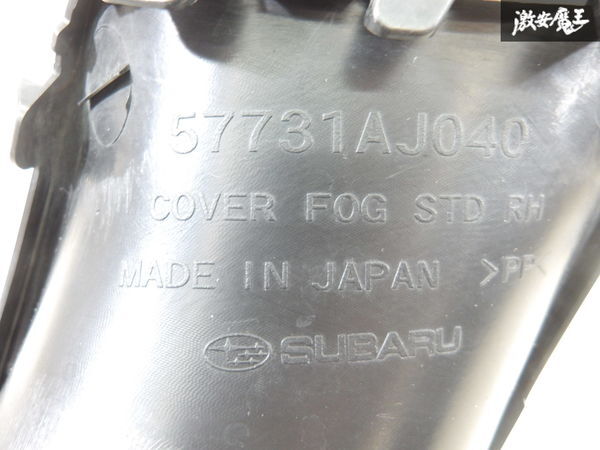 激安魔王
57731AJ040
COVER FOG STD RH
MADE IN JAPAN >PP<
SUBARU